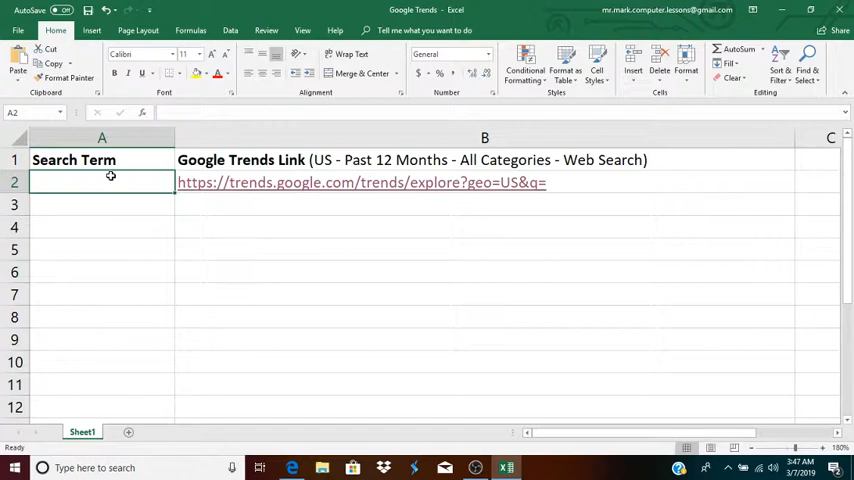 AutoSave Off Google Trends - Excel mr.mark.computer.lessons@gmail.com
File Home Insert Page Layout Formulas Data Review View Help Tell me what you want to do Share
Paste Cut Copy Format Painter Clipboard
Calibri 11 B I U Font
Wrap Text Merge & Center Alignment
General $ % Number
Conditional Formatting Format as Table Cell Styles Styles
Insert Delete Format Cells
AutoSum Fill Clear Sort & Filter Find & Select Editing
A2 fx
A B C
1 Search Term Google Trends Link (US - Past 12 Months - All Categories - Web Search)
2 https://trends.google.com/trends/explore?geo=US&q=
3
4
5
6
7
8
9
10
11
12
Sheet1
Ready 180%
Type here to search 3:47 AM
3/7/2019 2